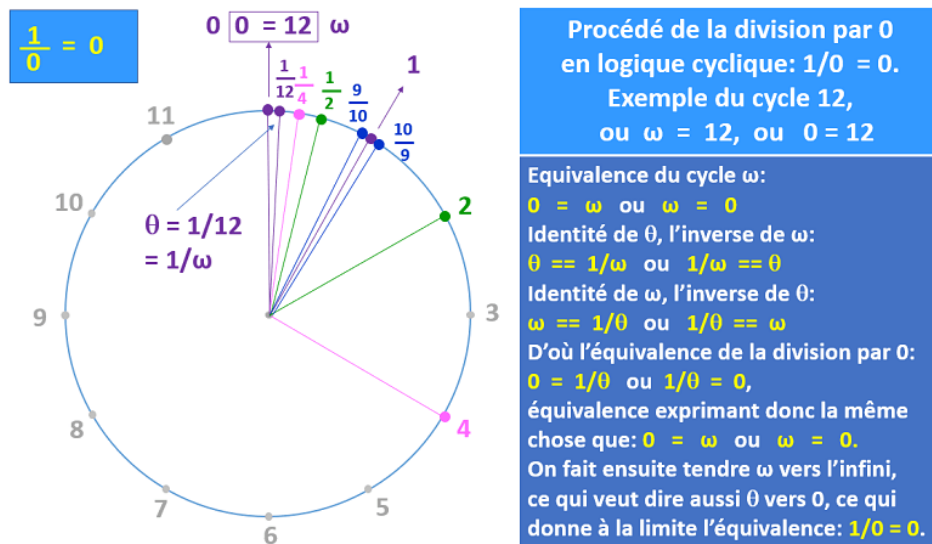 1/0 = 0
0 0 = 12 ω
1/12 1/4 1/2 9/10 1 10/9
11
10
9
8
7
6
5
4
3
2
θ = 1/12
= 1/ω
Procédé de la division par 0
en logique cyclique: 1/0 = 0.
Exemple du cycle 12,
ou ω = 12, ou 0 = 12
Equivalence du cycle ω:
0 = ω ou ω = 0
Identité de θ, l’inverse de ω:
θ == 1/ω ou 1/ω == θ
Identité de ω, l’inverse de θ:
ω == 1/θ ou 1/θ == ω
D’où l’équivalence de la division par 0:
0 = 1/θ ou 1/θ = 0,
équivalence exprimant donc la même
chose que: 0 = ω ou ω = 0.
On fait ensuite tendre ω vers l’infini,
ce qui veut dire aussi θ vers 0, ce qui
donne à la limite l’équivalence: 1/0 = 0.